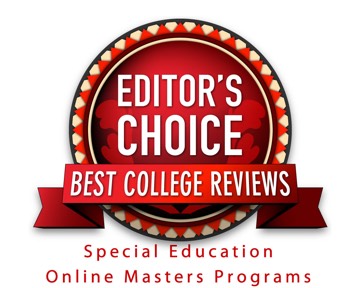 EDITOR'S
CHOICE
BEST COLLEGE REVIEWS
Special Education
Online Masters Programs